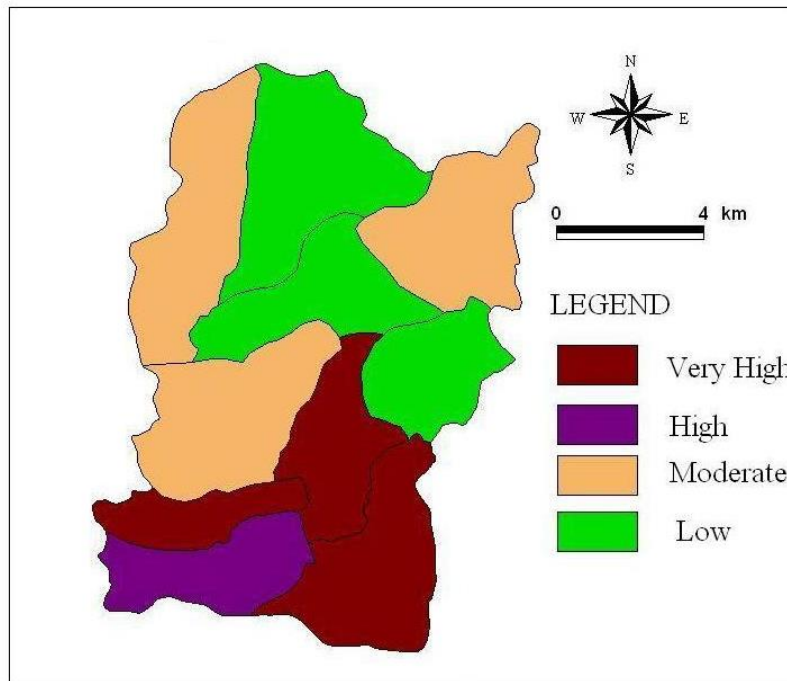 N
W E
S
0 4 km
LEGEND
Very High
High
Moderate
Low